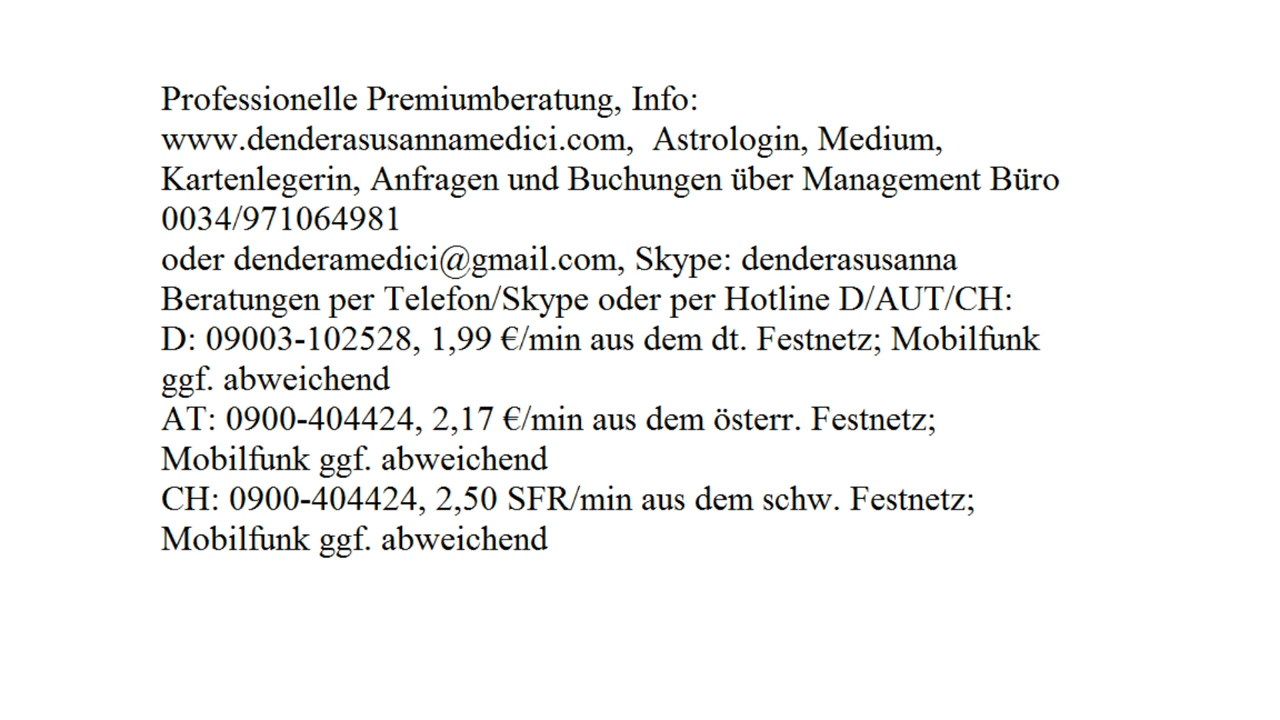 Professionelle Premiumberatung, Info:
www.denderasusannamedici.com,  Astrologin, Medium,
Kartenlegerin, Anfragen und Buchungen über Management Büro
0034/971064981
oder denderamedici@gmail.com, Skype: denderasusanna
Beratungen per Telefon/Skype oder per Hotline D/AUT/CH:
D: 09003-102528, 1,99 €/min aus dem dt. Festnetz; Mobilfunk
ggf. abweichend
AT: 0900-404424, 2,17 €/min aus dem österr. Festnetz;
Mobilfunk ggf. abweichend
CH: 0900-404424, 2,50 SFR/min aus dem schw. Festnetz;
Mobilfunk ggf. abweichend